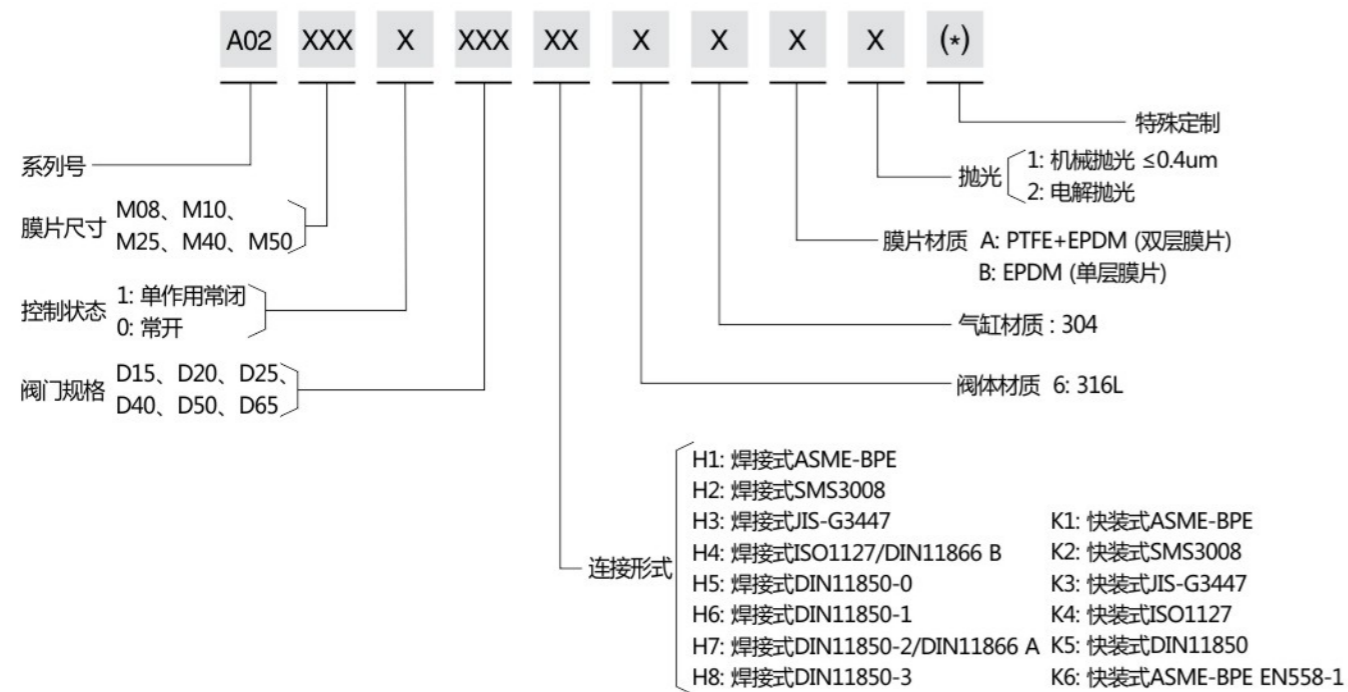 A02 XXX X XXX XX X X X X (*)
特殊定制
系列号
抛光
1: 机械抛光 ≤0.4um
2: 电解抛光
膜片尺寸
M08、M10、
M25、M40、M50
膜片材质 A: PTFE+EPDM (双层膜片)
B: EPDM (单层膜片)
控制状态
1: 单作用常闭
0: 常开
气缸材质 : 304
阀门规格
D15、D20、D25、
D40、D50、D65
阀体材质 6: 316L
连接形式
H1: 焊接式ASME-BPE
H2: 焊接式SMS3008
H3: 焊接式JIS-G3447
H4: 焊接式ISO1127/DIN11866 B
H5: 焊接式DIN11850-0
H6: 焊接式DIN11850-1
H7: 焊接式DIN11850-2/DIN11866 A
H8: 焊接式DIN11850-3
K1: 快装式ASME-BPE
K2: 快装式SMS3008
K3: 快装式JIS-G3447
K4: 快装式ISO1127
K5: 快装式DIN11850
K6: 快装式ASME-BPE EN558-1